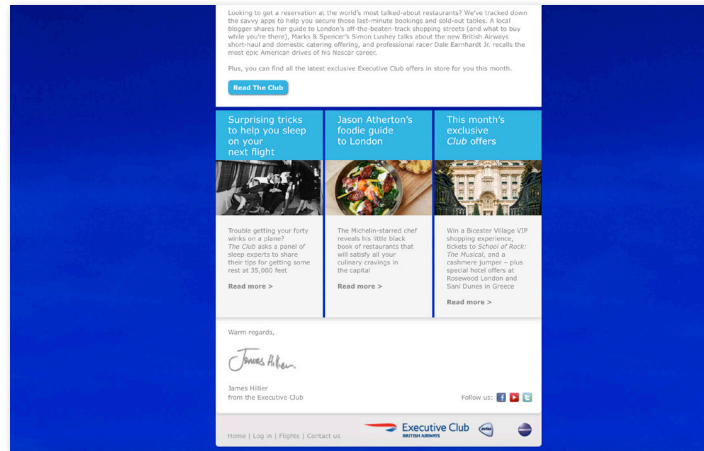 Looking to get a reservation at the world's most talked-about restaurants? We've tracked down
the savvy apps to help you secure those last-minute bookings and sold-out tables. A local
blogger shares her guide to London's off-the-beaten-track shopping streets (and what to buy
while you're there), Marks & Spencer's Simon Lushey talks about the new British Airways
short-haul and domestic catering offering, and professional racer Dale Earnhardt Jr. recalls the
most epic American drives of his Nascar career.
Plus, you can find all the latest exclusive Executive Club offers in store for you this month.
Read The Club
Surprising tricks
to help you sleep
on your
next flight
Trouble getting your forty
winks on a plane?
The Club asks a panel of
sleep experts to share
their tips for getting some
rest at 35,000 feet
Read more >
Jason Atherton's
foodie guide
to London
The Michelin-starred chef
reveals his little black
book of restaurants that
will satisfy all your
culinary cravings in
the capital
Read more >
This month's
exclusive
Club offers
Win a Bicester Village VIP
shopping experience,
tickets to School of Rock:
The Musical, and a
cashmere jumper – plus
special hotel offers at
Rosewood London and
Sani Dunes in Greece
Read more >
Warm regards,
James Hillier
from the Executive Club
Follow us:
Home | Log in | Flights | Contact us
Executive Club
BRITISH AIRWAYS